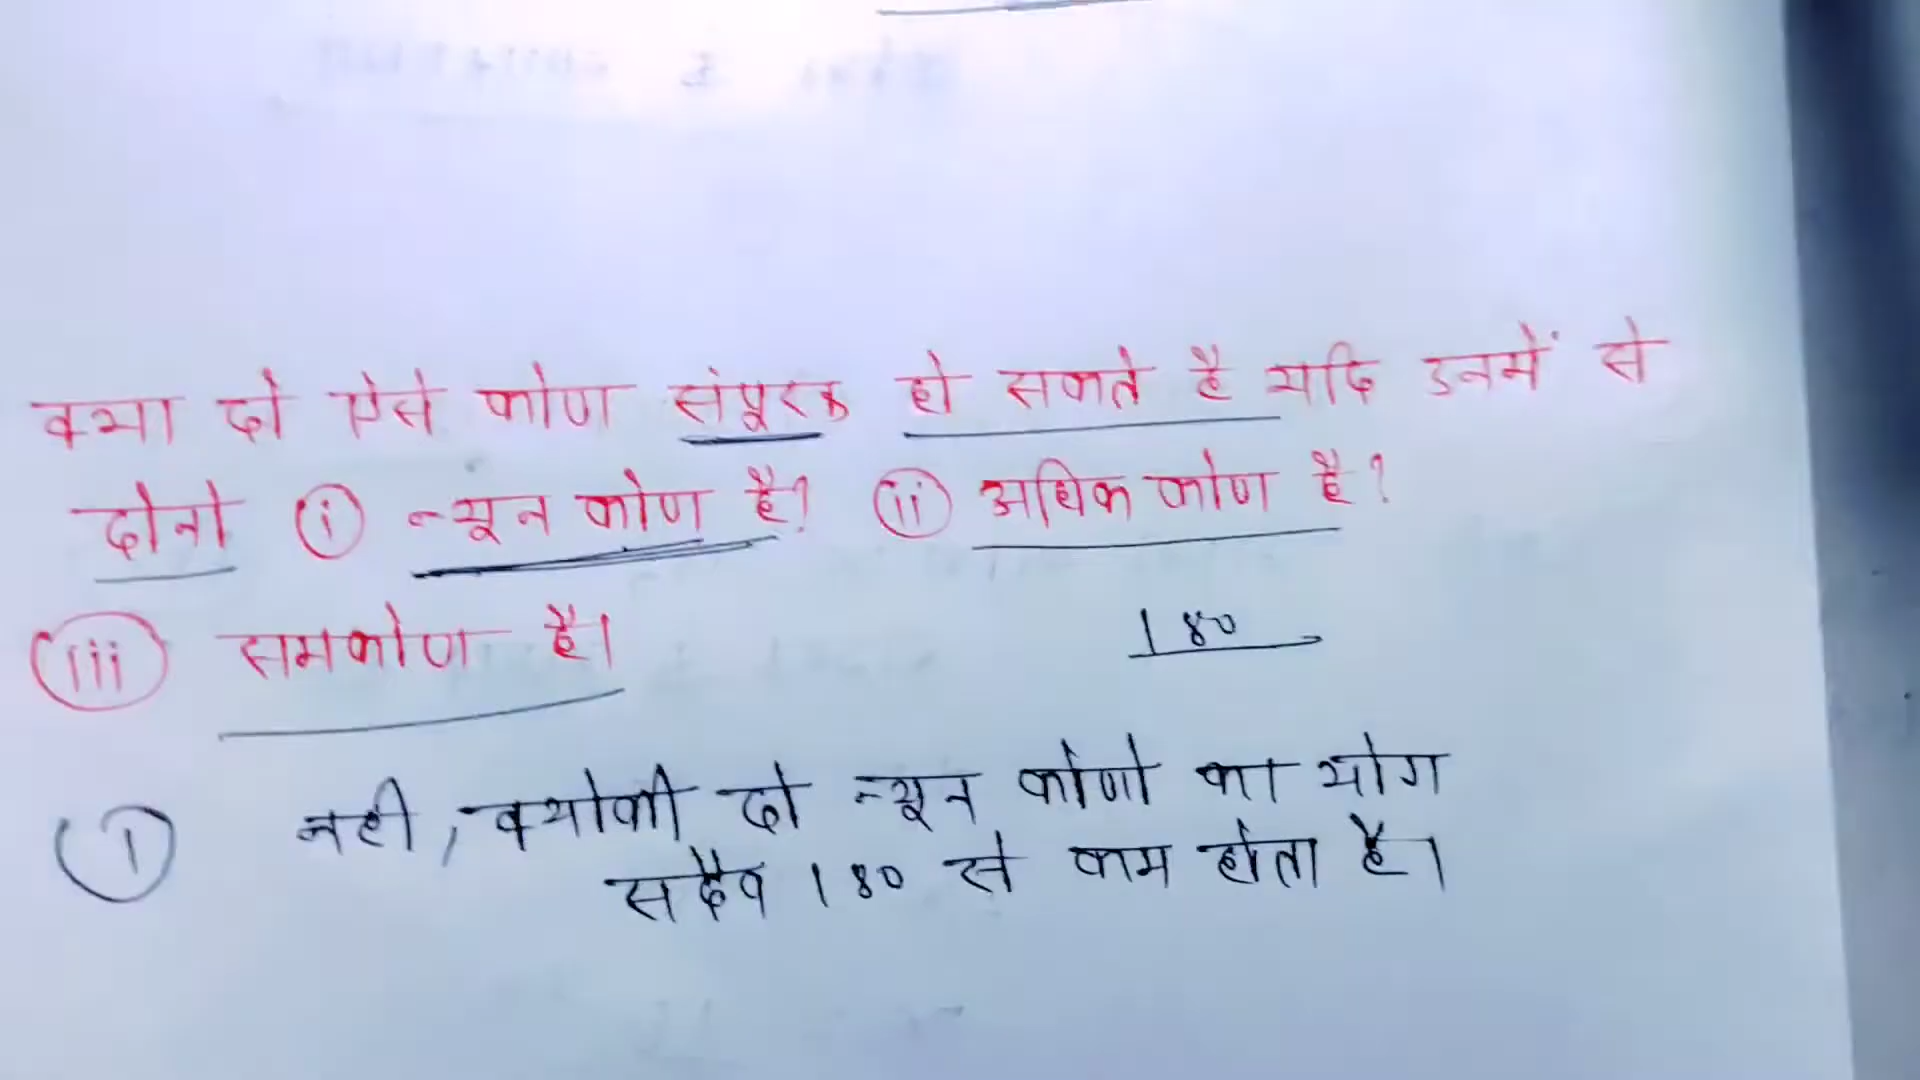 क्या दो ऐसे कोण संपूरक हो सकते है यदि उनमें से
दोनो (i) न्यून कोण है? (ii) अधिक कोण है?
(iii) समकोण है।
180
(1) नही, क्योकी दो न्यून कोणो का योग
सदैव 180 से कम होता है।